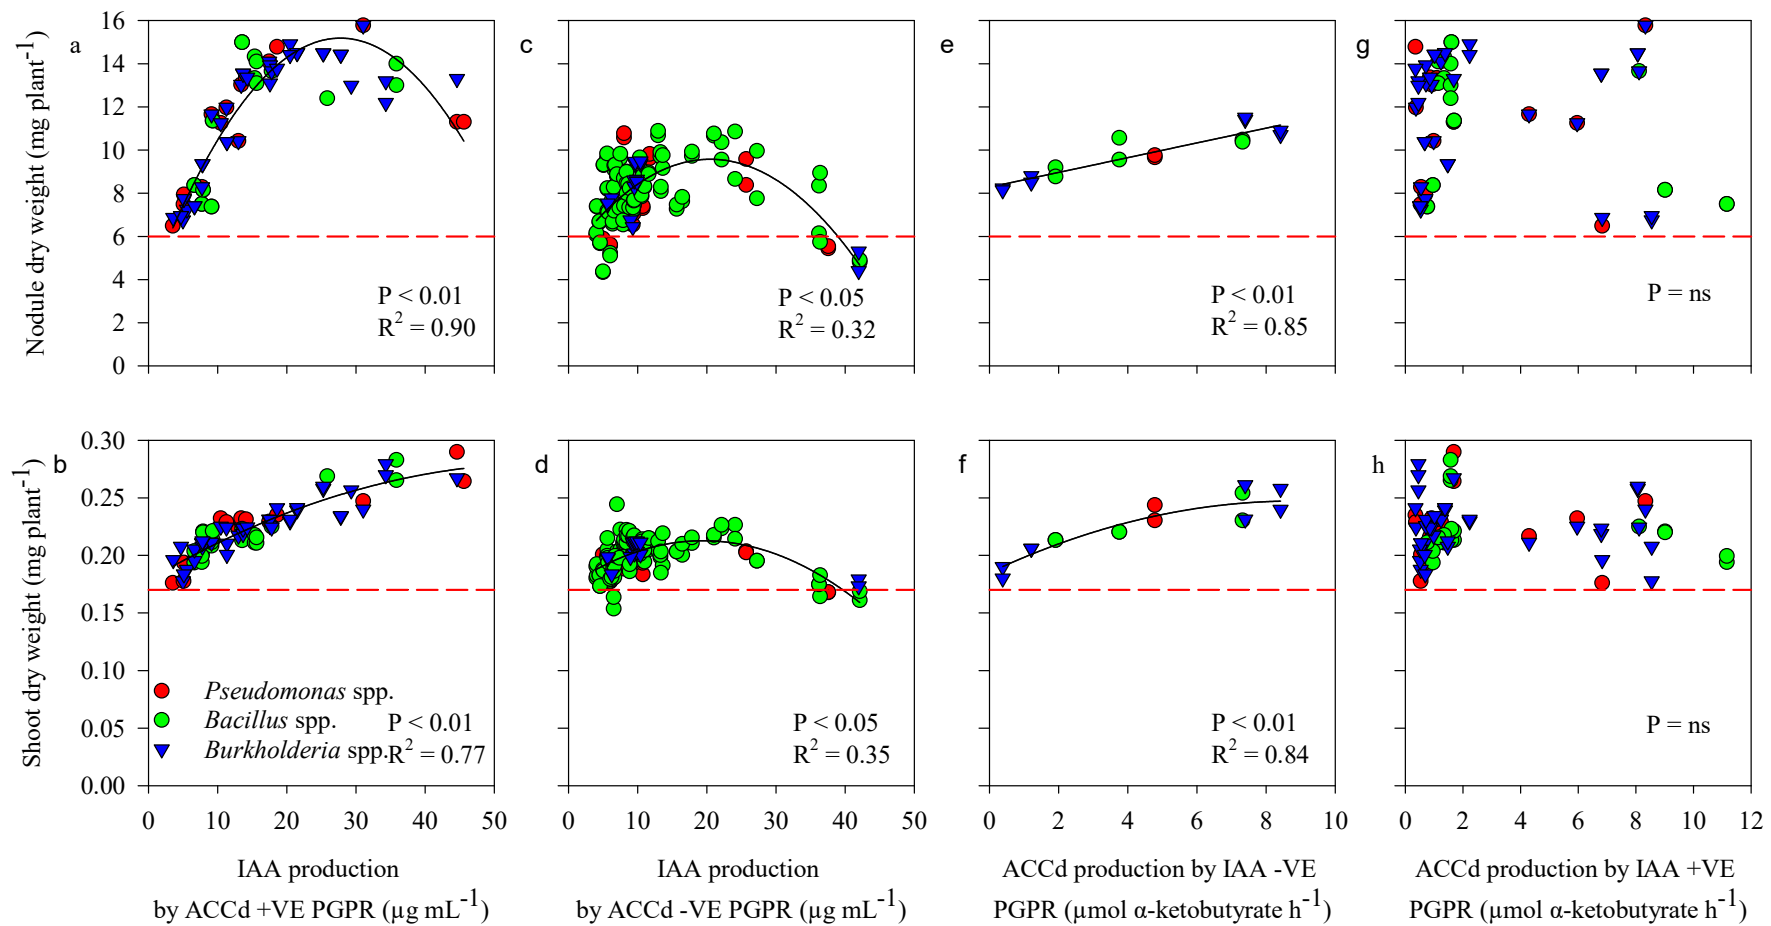 a
c
e
g
Nodule dry weight (mg plant⁻¹)
16
14
12
10
8
6
4
2
0
P < 0.01
R² = 0.90
P < 0.05
R² = 0.32
P < 0.01
R² = 0.85
P = ns
b
d
f
h
Shoot dry weight (mg plant⁻¹)
0.30
0.25
0.20
0.15
0.10
0.05
0.00
Pseudomonas spp.
Bacillus spp.
Burkholderia spp.
P < 0.01
R² = 0.77
P < 0.05
R² = 0.35
P < 0.01
R² = 0.84
P = ns
0 10 20 30 40 50
0 10 20 30 40 50
0 2 4 6 8 10
0 2 4 6 8 10 12
IAA production
by ACCd +VE PGPR (µg mL⁻¹)
IAA production
by ACCd -VE PGPR (µg mL⁻¹)
ACCd production by IAA -VE
PGPR (µmol α-ketobutyrate h⁻¹)
ACCd production by IAA +VE
PGPR (µmol α-ketobutyrate h⁻¹)